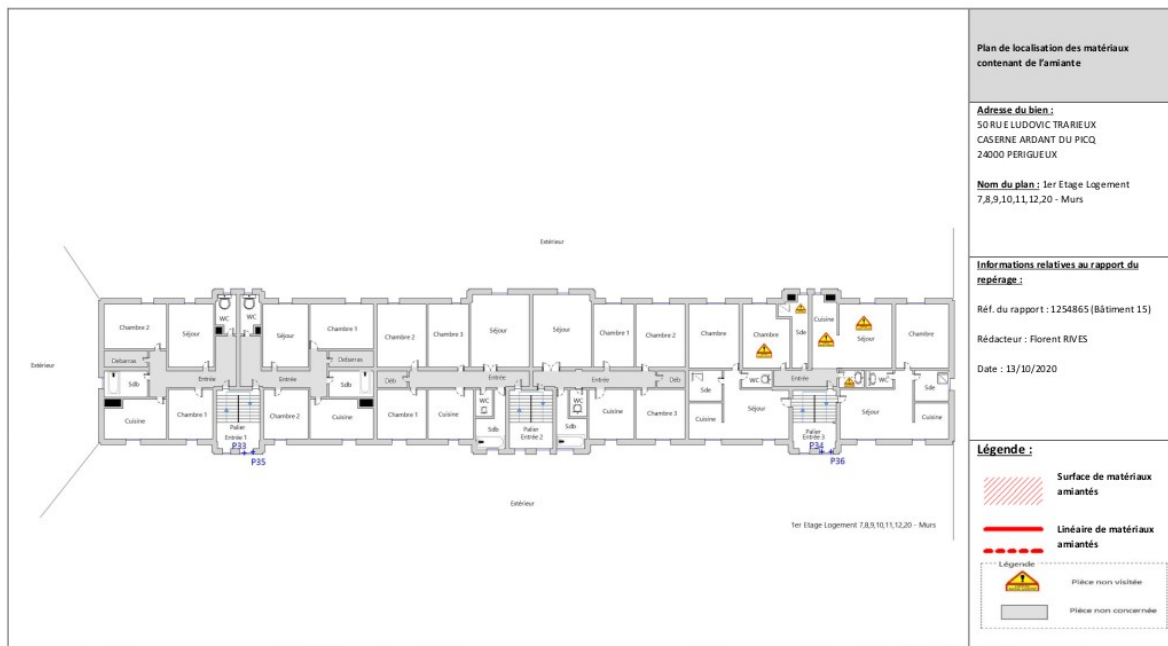 Plan de localisation des matériaux
contenant de l'amiante
Adresse du bien :
50 RUE LUDOVIC TRARIEUX
CASERNE ARDANT DU PICQ
24000 PERIGUEUX
Nom du plan : 1er Etage Logement
7,8,9,10,11,12,20 - Murs
Informations relatives au rapport du
repérage :
Réf. du rapport : 1254865 (Bâtiment 15)
Rédacteur : Florent RIVES
Date : 13/10/2020
Légende :
Surface de matériaux
amiantés
Linéaire de matériaux
amiantés
Légende
Pièce non visitée
Pièce non concernée
Extérieur
Extérieur
WC
WC
Chambre 2
Séjour
Séjour
Chambre 1
Chambre 2
Chambre 3
Séjour
Séjour
Chambre 1
Chambre 2
Chambre
Chambre
Sde
Cuisine
Séjour
Chambre
Débarras
Débarras
Sdb
Entrée
Entrée
Sdb
Déb
Entrée
Entrée
Déb
Sde
WC
Entrée
WC
Sde
Cuisine
Chambre 1
Chambre 2
Cuisine
Chambre 1
Cuisine
WC
Sdb
WC
Sdb
Cuisine
Chambre 3
Cuisine
Séjour
Séjour
Cuisine
Palier
Entrée 1
Palier
Entrée 2
Palier
Entrée 3
P33
P35
P34
P36
Extérieur
1er Etage Logement 7,8,9,10,11,12,20 - Murs